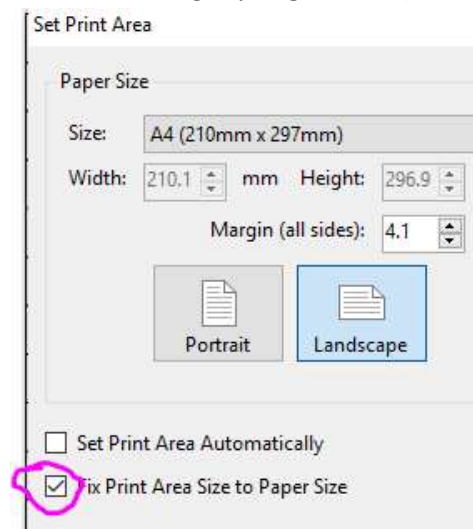 Set Print Area
Paper Size
Size: A4 (210mm x 297mm)
Width: 210.1 mm Height: 296.9
Margin (all sides): 4.1
Portrait Landscape
Set Print Area Automatically
Fix Print Area Size to Paper Size